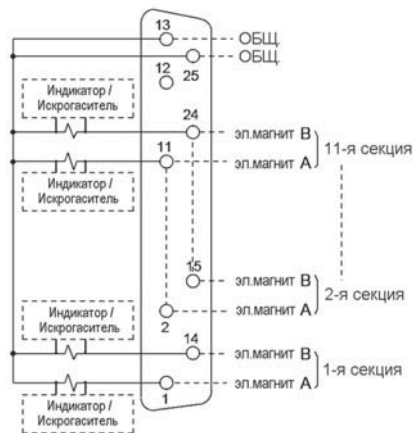 13
ОБЩ.
ОБЩ.
12
25
Индикатор /
Искрогаситель
24
эл.магнит B
11-я секция
11
эл.магнит A
Индикатор /
Искрогаситель
15
эл.магнит B
2-я секция
эл.магнит A
2
Индикатор /
Искрогаситель
14
эл.магнит B
1-я секция
эл.магнит A
1
Индикатор /
Искрогаситель